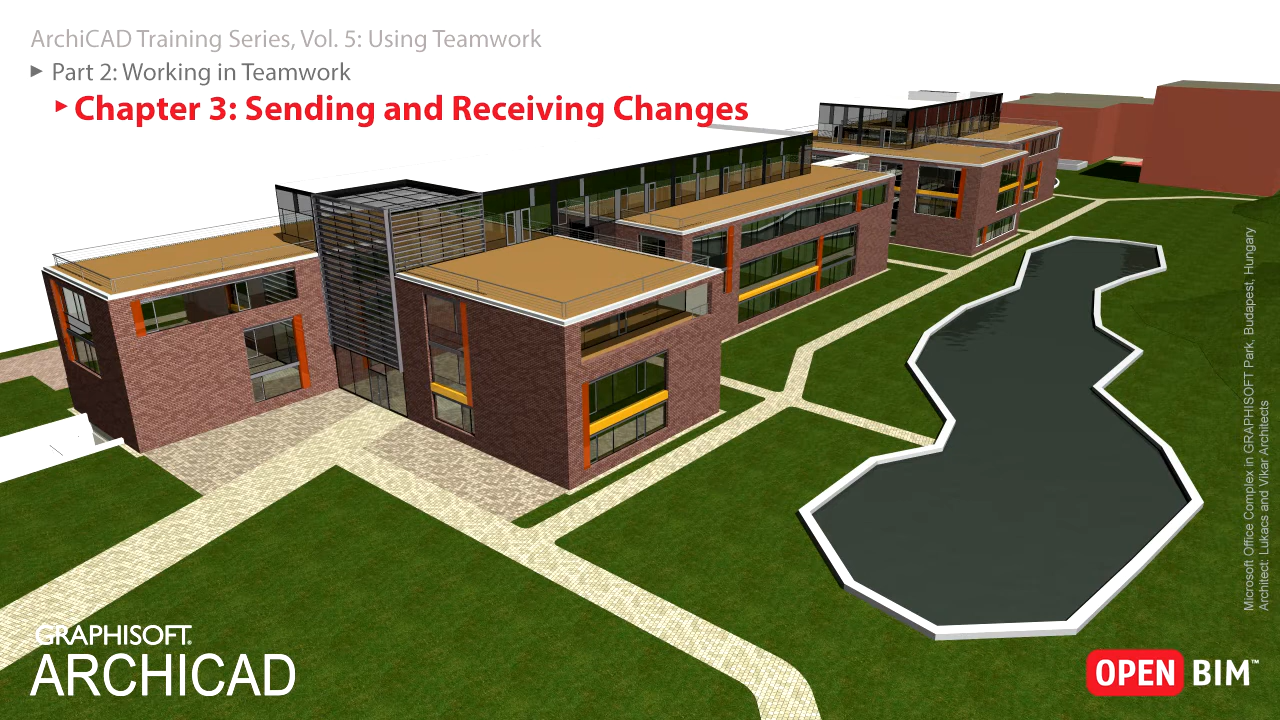 ArchiCAD Training Series, Vol. 5: Using Teamwork
Part 2: Working in Teamwork
Chapter 3: Sending and Receiving Changes
Microsoft Office Complex in GRAPHISOFT Park, Budapest, Hungary
Architect: Lukacs and Vikar Architects
GRAPHISOFT.
ARCHICAD
OPEN BIM™